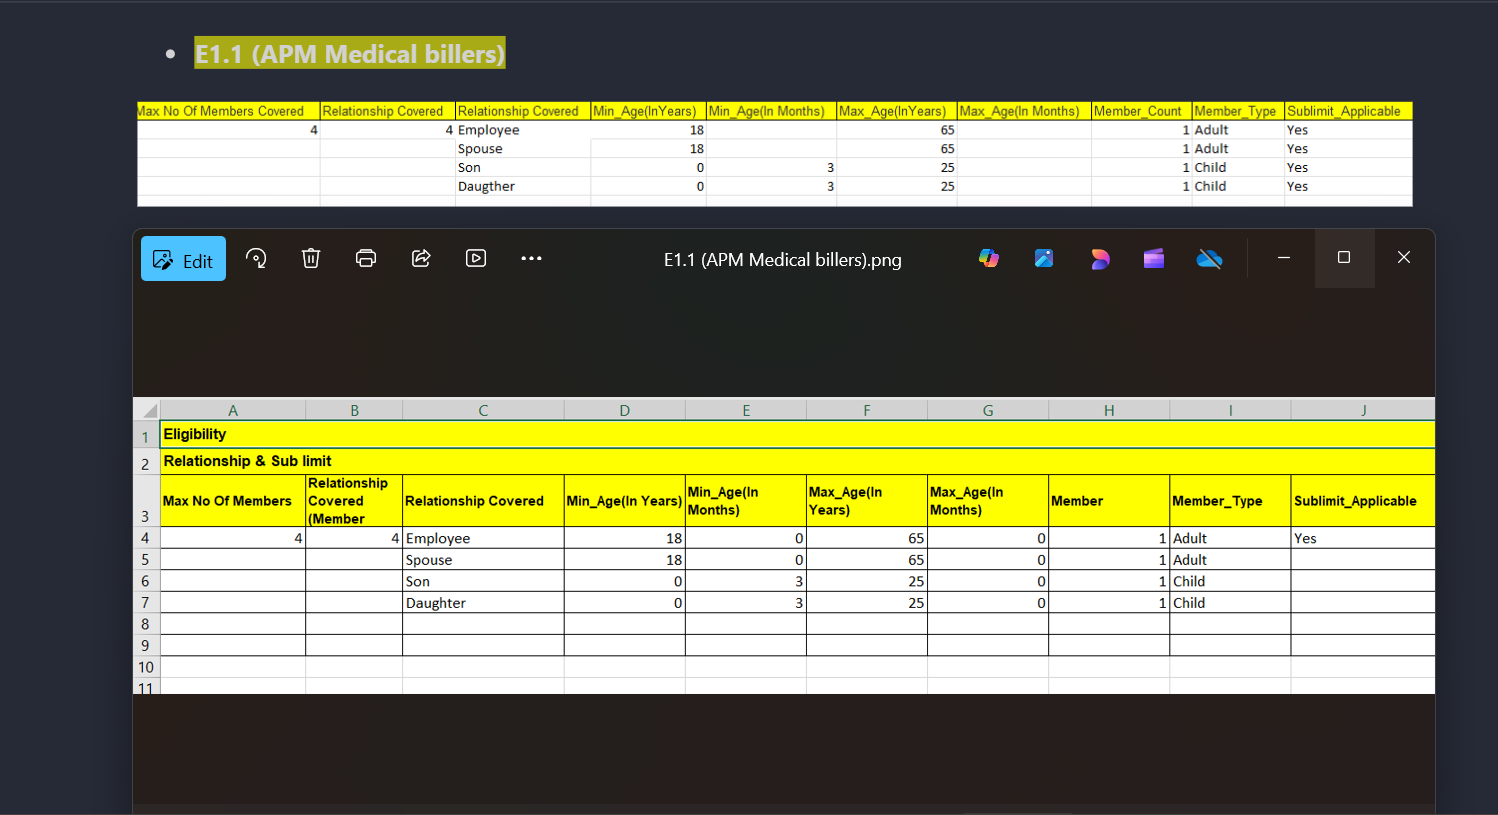 E1.1 (APM Medical billers)
Max No Of Members Covered Relationship Covered Relationship Covered Min_Age(InYears) Min_Age(In Months) Max_Age(InYears) Max_Age(In Months) Member_Count Member_Type Sublimit_Applicable
4 4 Employee 18 65 1 Adult Yes
Spouse 18 65 1 Adult Yes
Son 0 3 25 1 Child Yes
Daugther 0 3 25 1 Child Yes
Edit E1.1 (APM Medical billers).png
A B C D E F G H I J
1 Eligibility
2 Relationship & Sub limit
3 Max No Of Members Relationship Covered (Member Relationship Covered Min_Age(In Years) Min_Age(In Months) Max_Age(In Years) Max_Age(In Months) Member Member_Type Sublimit_Applicable
4 4 4 Employee 18 0 65 0 1 Adult Yes
5 Spouse 18 0 65 0 1 Adult
6 Son 0 3 25 0 1 Child
7 Daughter 0 3 25 0 1 Child
8
9
10
11